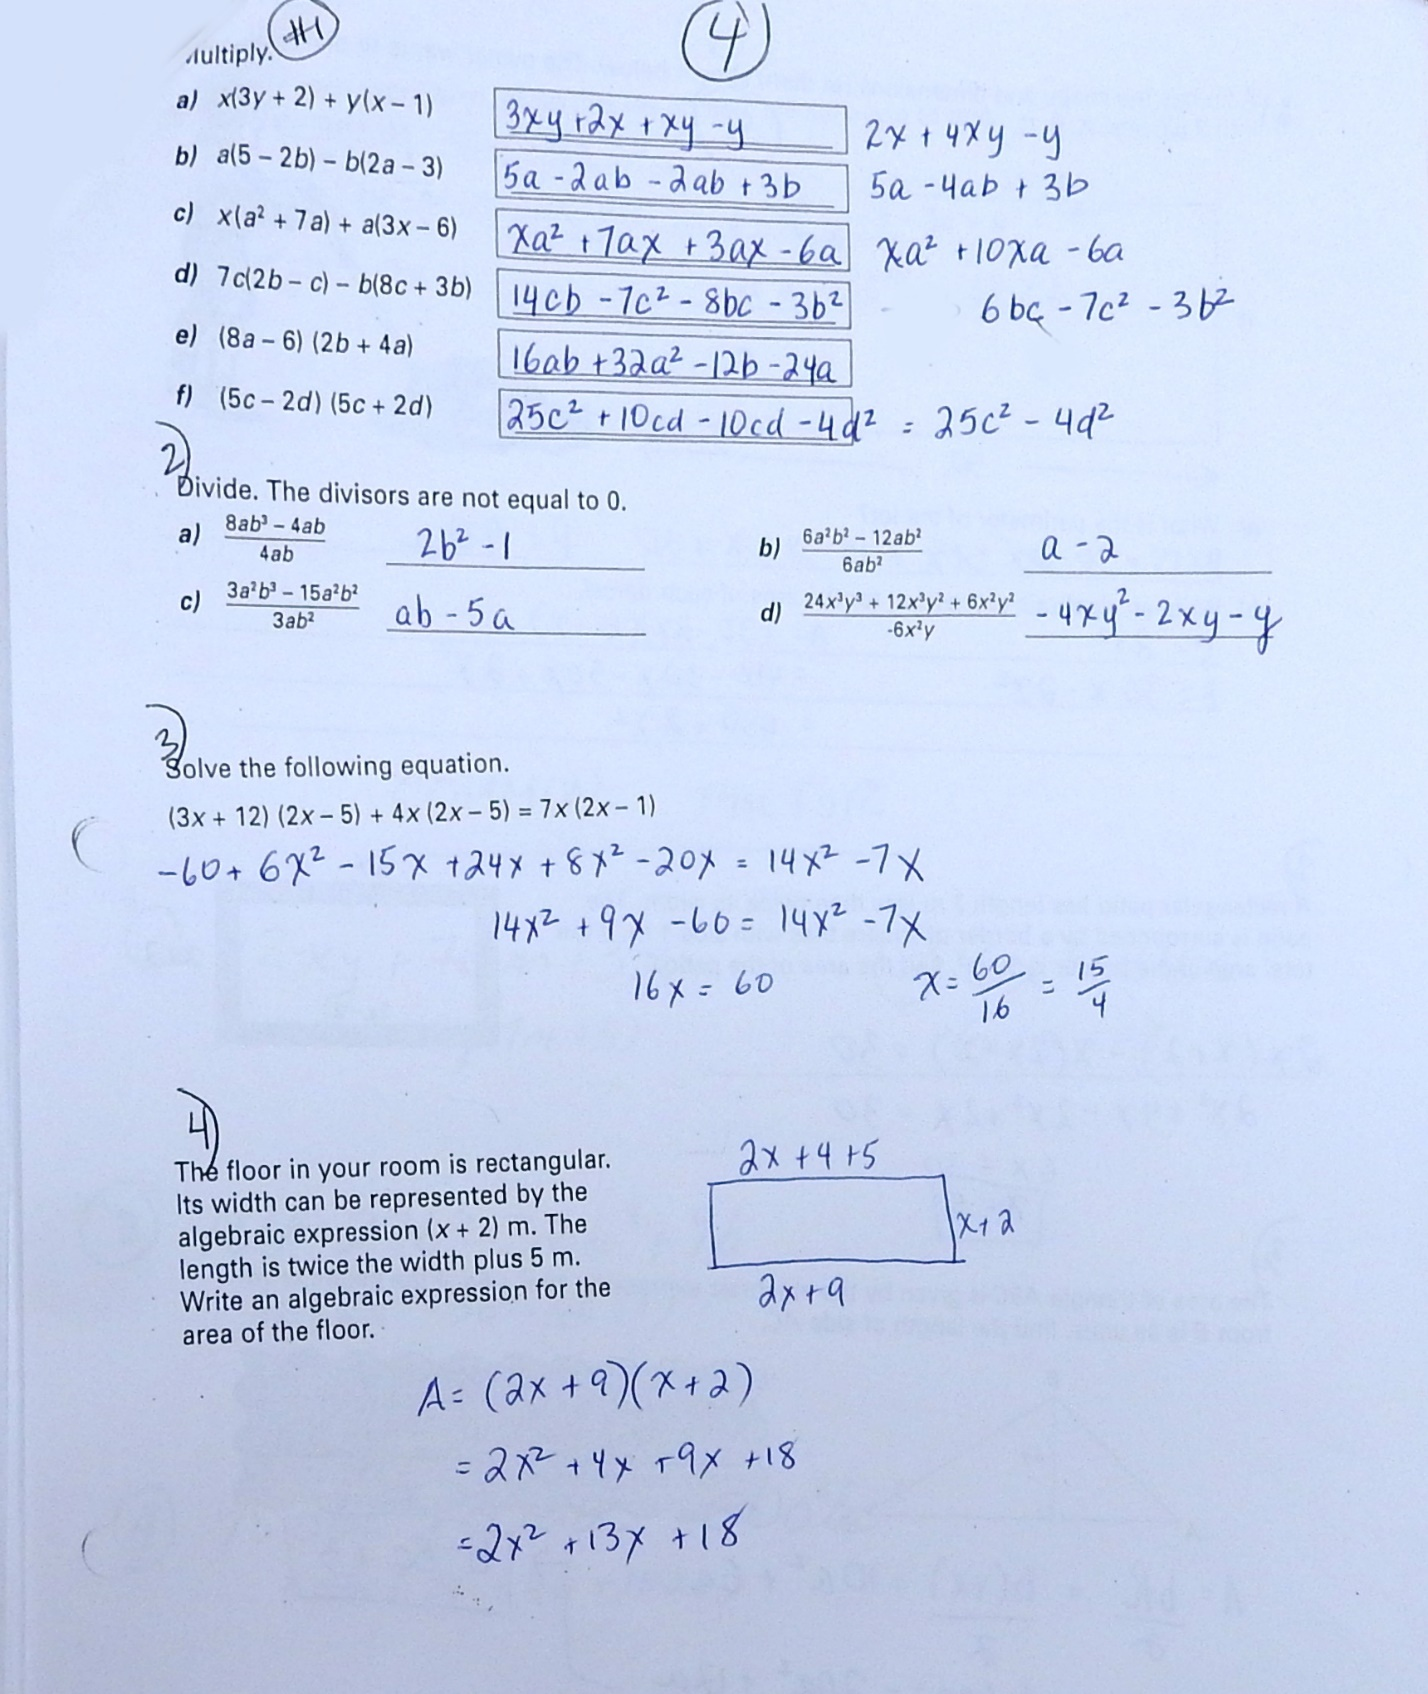 #1
4
ultiply.
a) x(3y + 2) + y(x – 1) 3xy +2x + xy -y 2x + 4xy -y
b) a(5 – 2b) – b(2a – 3) 5a -2ab -2ab +3b 5a -4ab + 3b
c) x(a² + 7a) + a(3x – 6) xa² +7ax +3ax -6a xa² +10xa -6a
d) 7c(2b – c) – b(8c + 3b) 14cb -7c² - 8bc - 3b² 6bc -7c² -3b²
e) (8a – 6) (2b + 4a) 16ab +32a² -12b -24a
f) (5c – 2d) (5c + 2d) 25c² +10cd -10cd -4d² = 25c² - 4d²
2)
Divide. The divisors are not equal to 0.
a) 8ab³ – 4ab / 4ab 2b² -1 b) 6a²b² – 12ab² / 6ab² a -2
c) 3a²b³ – 15a²b² / 3ab² ab -5a d) 24x³y³ + 12x³y² + 6x²y² / -6x²y -4xy² -2xy -y
3)
Solve the following equation.
(3x + 12) (2x – 5) + 4x (2x – 5) = 7x (2x – 1)
-60+ 6x² -15x +24x +8x² -20x = 14x² -7x
14x² +9x -60 = 14x² -7x
16x = 60 x = 60/16 = 15/4
4)
The floor in your room is rectangular.
Its width can be represented by the
algebraic expression (x + 2) m. The
length is twice the width plus 5 m.
Write an algebraic expression for the
area of the floor.
2x +4 +5
x+2
2x+9
A= (2x +9)(x+2)
= 2x² +4x +9x +18
= 2x² +13x +18